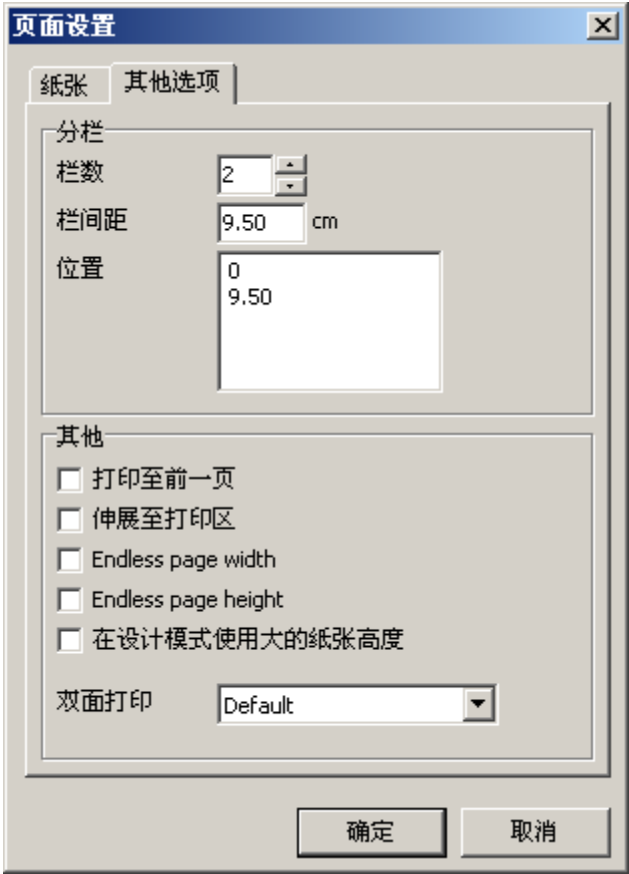 页面设置
纸张 其他选项
分栏
栏数 2
栏间距 9.50 cm
位置 0
9.50
其他
打印至前一页
伸展至打印区
Endless page width
Endless page height
在设计模式使用大的纸张高度
双面打印 Default
确定 取消